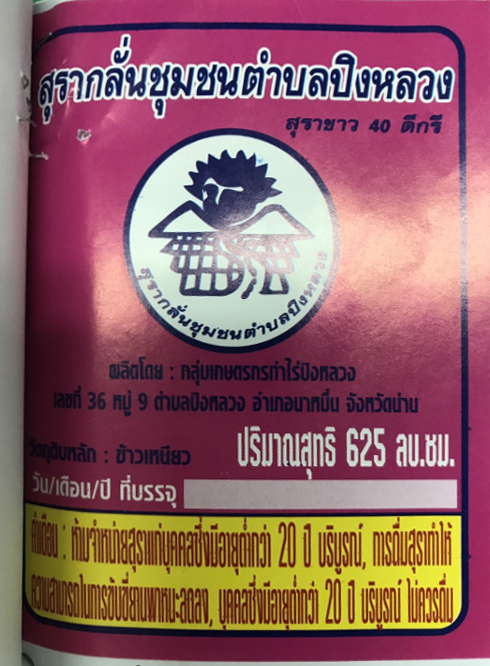 สุรากลั่นชุมชนตำบลปิงหลวง
สุราขาว 40 ดีกรี
สุรากลั่นชุมชนตำบลปิงหลวง
ผลิตโดย : กลุ่มเกษตรกรทำไร่ปิงหลวง
เลขที่ 36 หมู่ 9 ตำบลปิงหลวง อำเภอนาหมื่น จังหวัดน่าน
วัตถุดิบหลัก : ข้าวเหนียว ปริมาณสุทธิ 625 ลบ.ซม.
วัน/เดือน/ปี ที่บรรจุ
คำเตือน : ห้ามจำหน่ายสุราแก่บุคคลซึ่งมีอายุต่ำกว่า 20 ปี บริบูรณ์, การดื่มสุราทำให้
ความสามารถในการขับขี่ยานพาหนะลดลง, บุคคลซึ่งมีอายุต่ำกว่า 20 ปี บริบูรณ์ ไม่ควรดื่ม